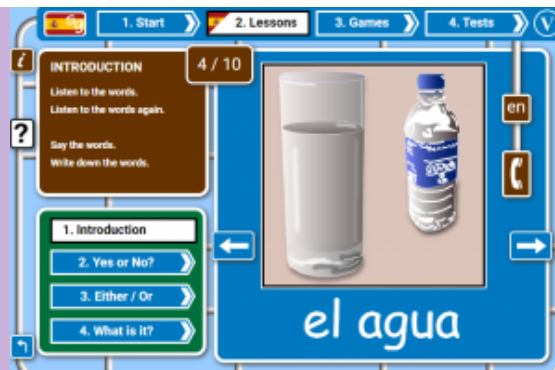 1. Start
2. Lessons
3. Games
4. Tests
V
i
INTRODUCTION
4 / 10
Listen to the words.
Listen to the words again.
Say the words.
Write down the words.
?
en
1. Introduction
2. Yes or No?
3. Either / Or
4. What is it?
el agua